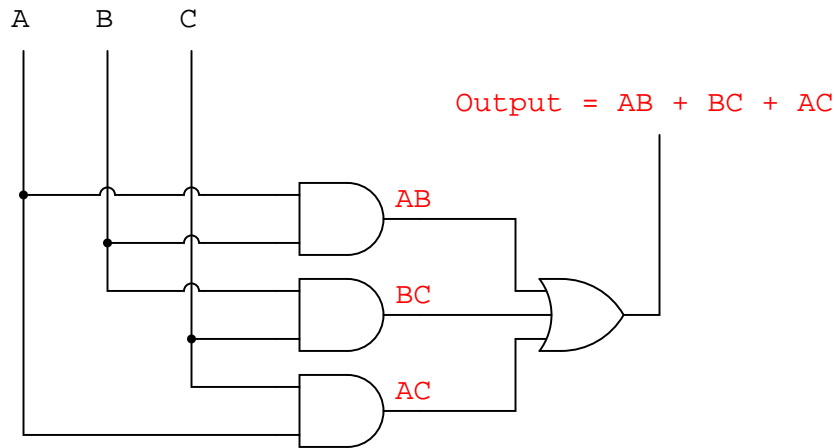 A B C
Output = AB + BC + AC
AB
BC
AC